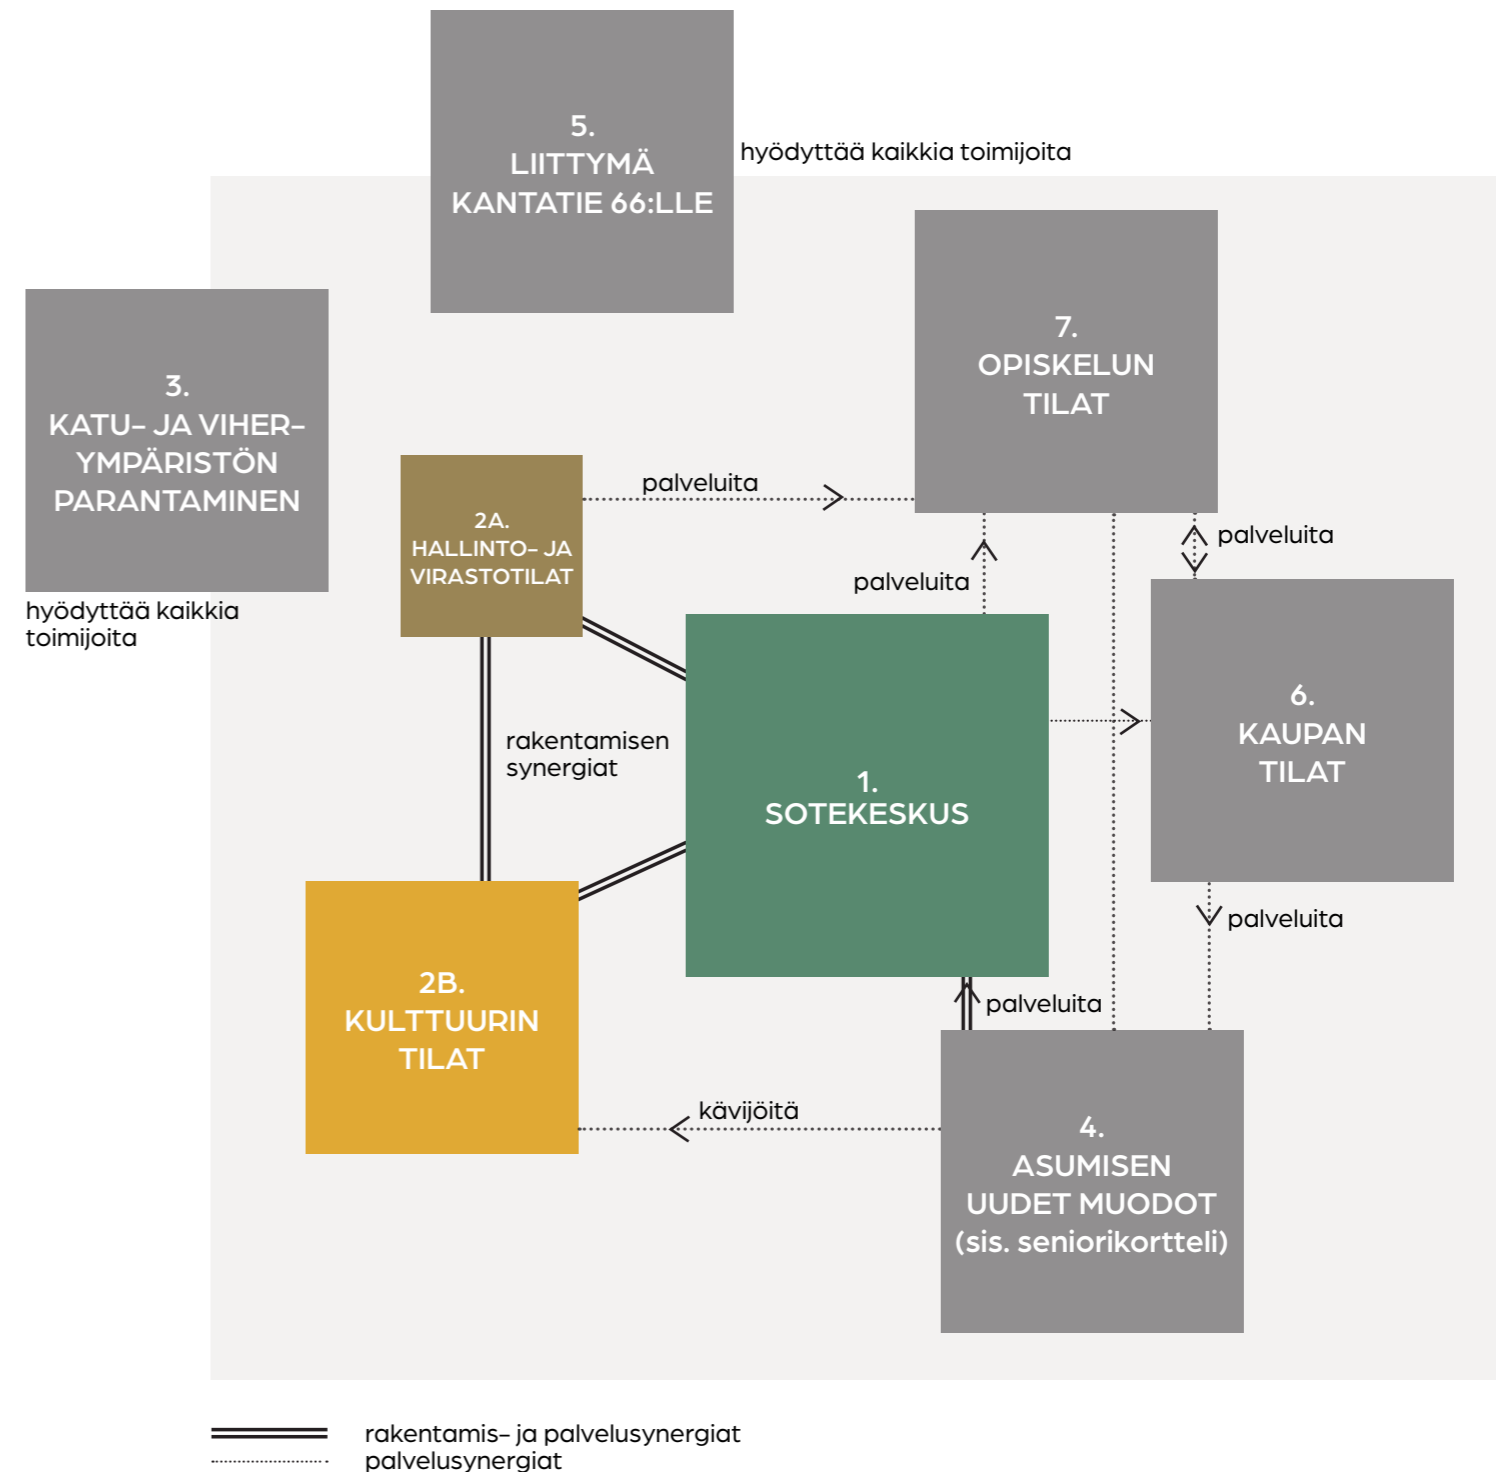 5.
LIITTYMÄ
KANTATIE 66:LLE
hyödyttää kaikkia toimijoita
3.
KATU- JA VIHER-
YMPÄRISTÖN
PARANTAMINEN
hyödyttää kaikkia
toimijoita
7.
OPISKELUN
TILAT
2A.
HALLINTO- JA
VIRASTOTILAT
palveluita
palveluita
palveluita
rakentamisen
synergiat
1.
SOTEKESKUS
6.
KAUPAN
TILAT
palveluita
2B.
KULTTUURIN
TILAT
palveluita
kävijöitä
4.
ASUMISEN
UUDET MUODOT
(sis. seniorikortteli)
rakentamis- ja palvelusynergiat
palvelusynergiat